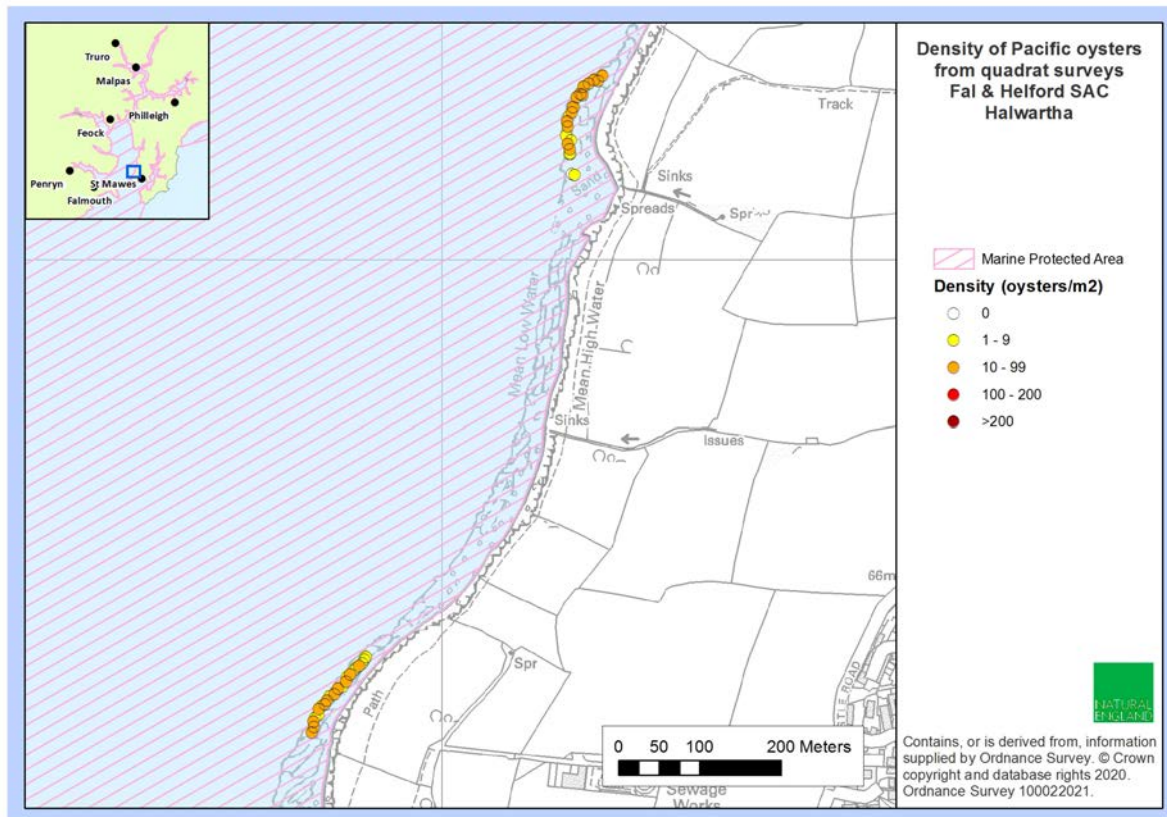 Density of Pacific oysters
from quadrat surveys
Fal & Helford SAC
Halwartha
Truro
Malpas
Philleigh
Feock
Penryn
St Mawes
Falmouth
Track
Sand
Sinks
Spreads
Mean Low Water
Mean High Water
Sinks
Issues
66m
Spr
Path
Sewage
Works
0 50 100 200 Meters
Marine Protected Area
Density (oysters/m2)
0
1 - 9
10 - 99
100 - 200
>200
NATURAL
ENGLAND
Contains, or is derived from, information
supplied by Ordnance Survey. © Crown
copyright and database rights 2020.
Ordnance Survey 100022021.